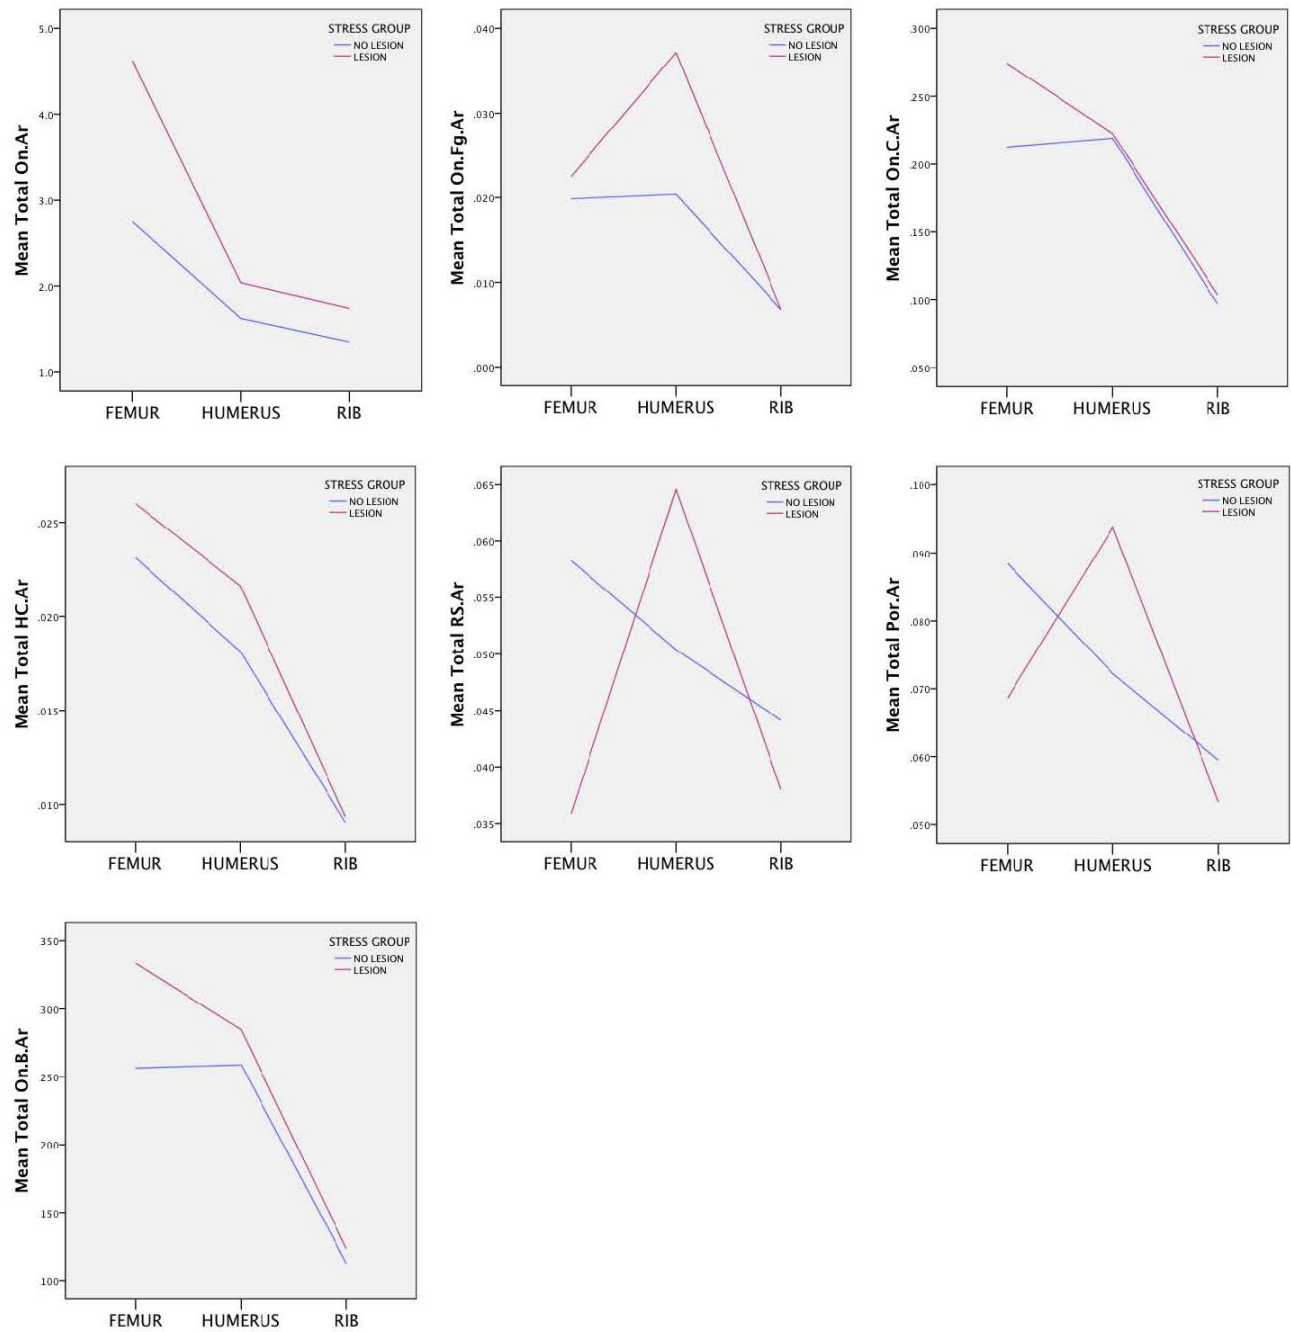 Mean Total On.Ar
5.0
4.0
3.0
2.0
1.0
STRESS GROUP
NO LESION
LESION
FEMUR HUMERUS RIB
Mean Total On.Fg.Ar
.040
.030
.020
.010
.000
STRESS GROUP
NO LESION
LESION
FEMUR HUMERUS RIB
Mean Total On.C.Ar
.300
.250
.200
.150
.100
.050
STRESS GROUP
NO LESION
LESION
FEMUR HUMERUS RIB
Mean Total HC.Ar
.025
.020
.015
.010
STRESS GROUP
NO LESION
LESION
FEMUR HUMERUS RIB
Mean Total RS.Ar
.065
.060
.055
.050
.045
.040
.035
STRESS GROUP
NO LESION
LESION
FEMUR HUMERUS RIB
Mean Total Por.Ar
.100
.090
.080
.070
.060
.050
STRESS GROUP
NO LESION
LESION
FEMUR HUMERUS RIB
Mean Total On.B.Ar
350
300
250
200
150
100
STRESS GROUP
NO LESION
LESION
FEMUR HUMERUS RIB